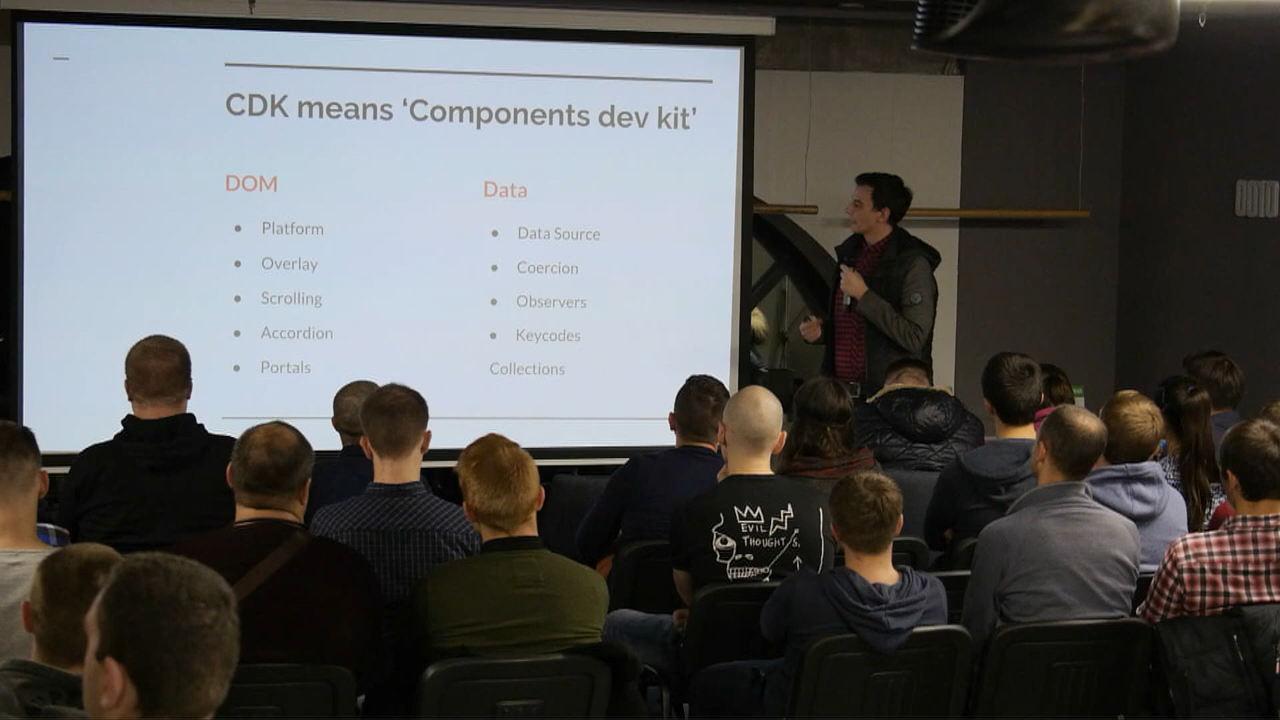 CDK means ‘Components dev kit’
DOM
Platform
Overlay
Scrolling
Accordion
Portals
Data
Data Source
Coercion
Observers
Keycodes
Collections
EVIL
THOUGHTS,